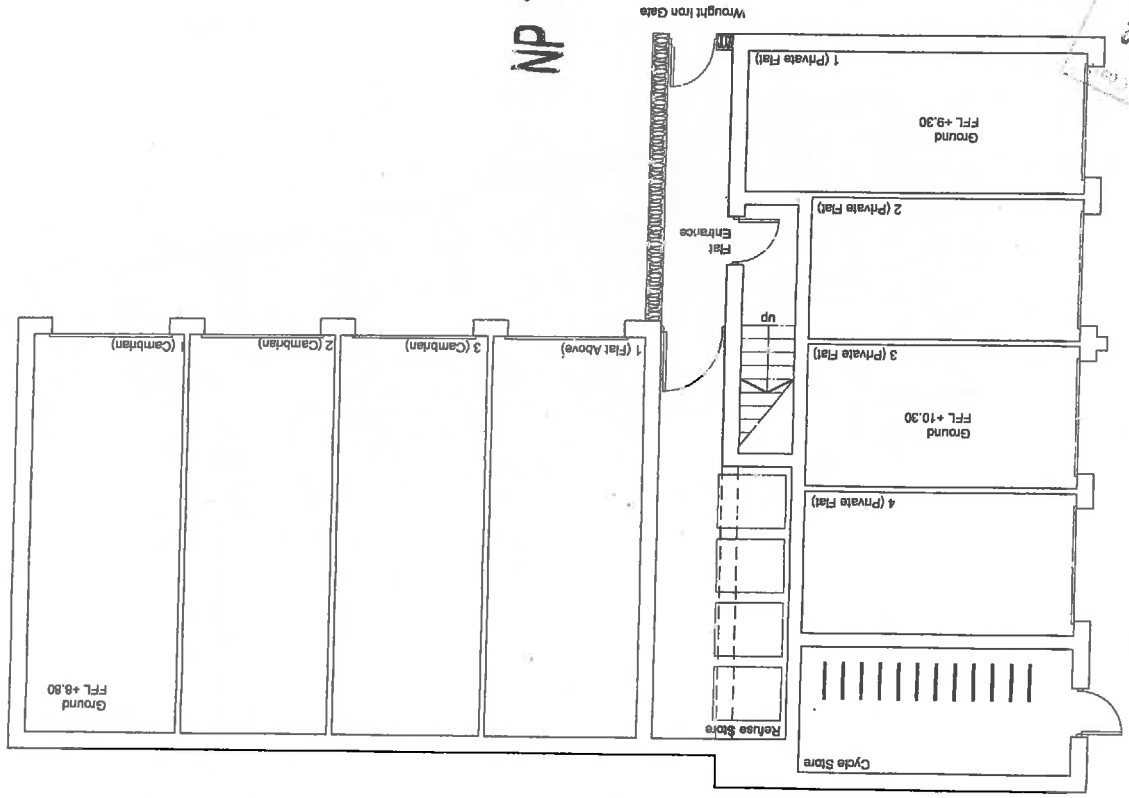 Cycle Store
Refuse Store
Ground
FFL +8.80
4 (Private Flat)
Ground
FFL +10.30
3 (Private Flat)
1 (Flat Above)
3 (Cambrian)
2 (Cambrian)
1 (Cambrian)
up
Flat
Entrance
2 (Private Flat)
Ground
FFL +9.30
1 (Private Flat)
Wrought Iron Gate
NP